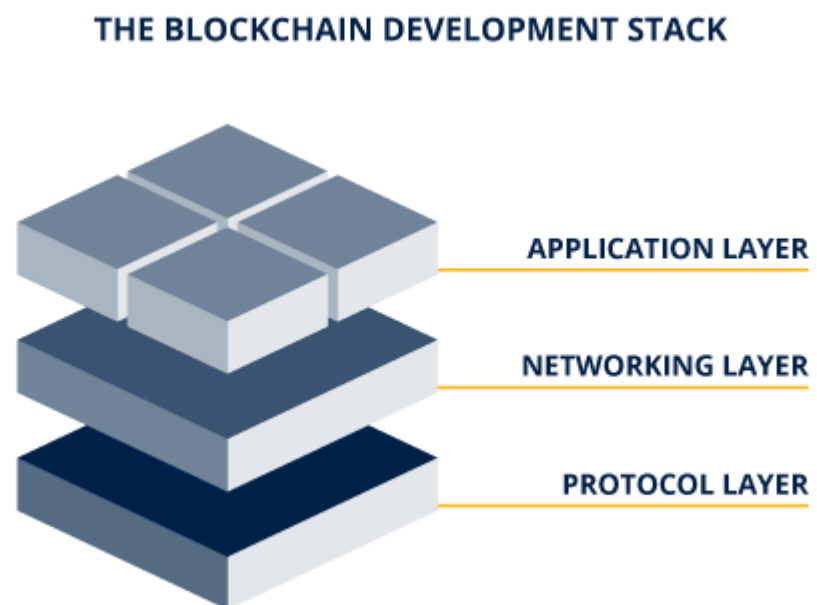 THE BLOCKCHAIN DEVELOPMENT STACK
APPLICATION LAYER
NETWORKING LAYER
PROTOCOL LAYER